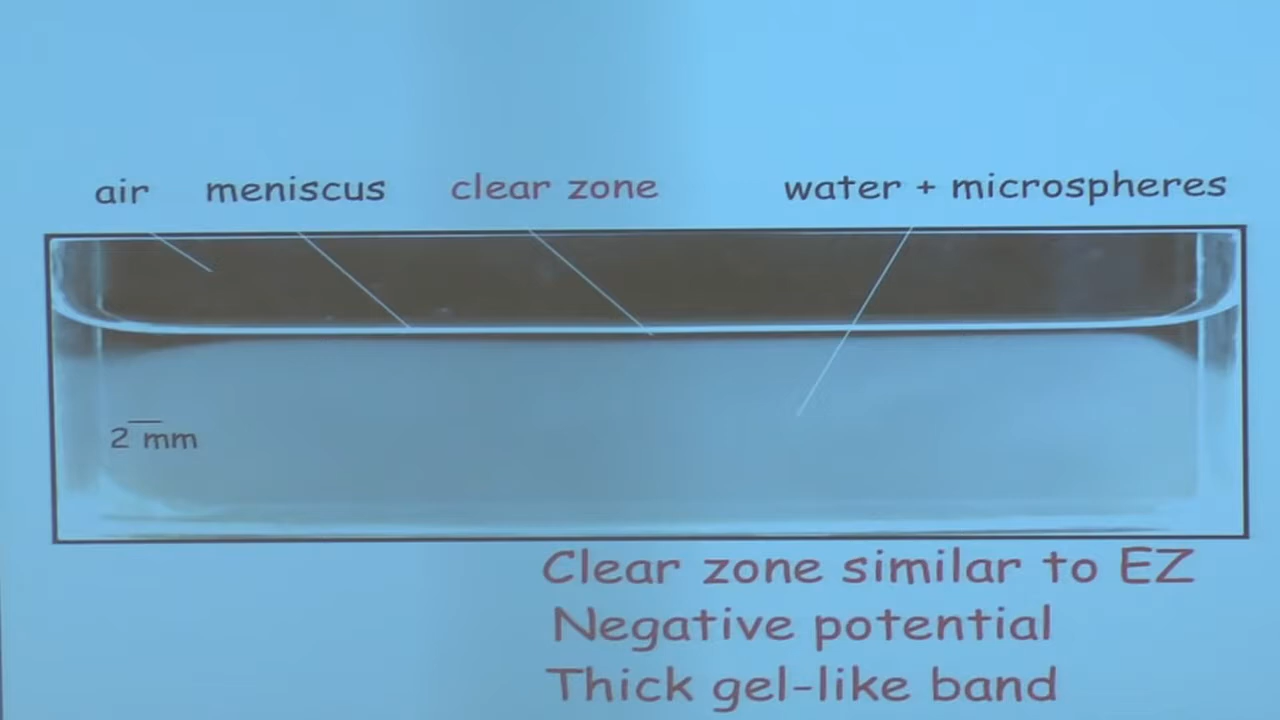 air meniscus clear zone water + microspheres
2 mm
Clear zone similar to EZ
Negative potential
Thick gel-like band